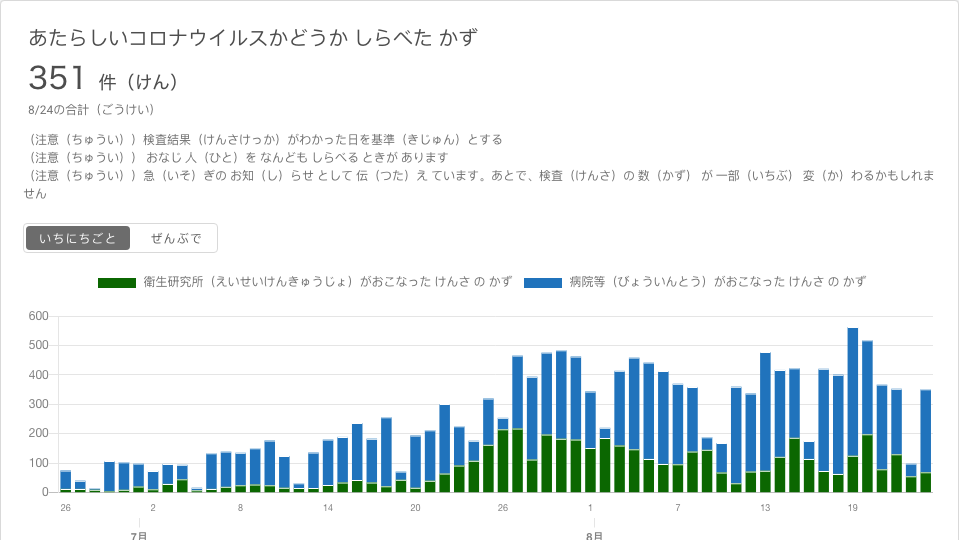 あたらしいコロナウイルスかどうか しらべた かず
351 件（けん）
8/24の合計（ごうけい）
（注意（ちゅうい））検査結果（けんさけっか）がわかった日を基準（きじゅん）とする
（注意（ちゅうい）） おなじ 人（ひと）を なんども しらべる ときが あります
（注意（ちゅうい））急（いそ）ぎの お知（し）らせ として 伝（つた）え ています。あとで、検査（けんさ）の 数（かず） が 一部（いちぶ） 変（か）わるかもしれま
せん
いちにちごと ぜんぶで
衛生研究所（えいせいけんきゅうじょ）がおこなった けんさ の かず 病院等（びょういんとう）がおこなった けんさ の かず
600
500
400
300
200
100
0
26 2 8 14 20 26 1 7 13 19
7月 8月